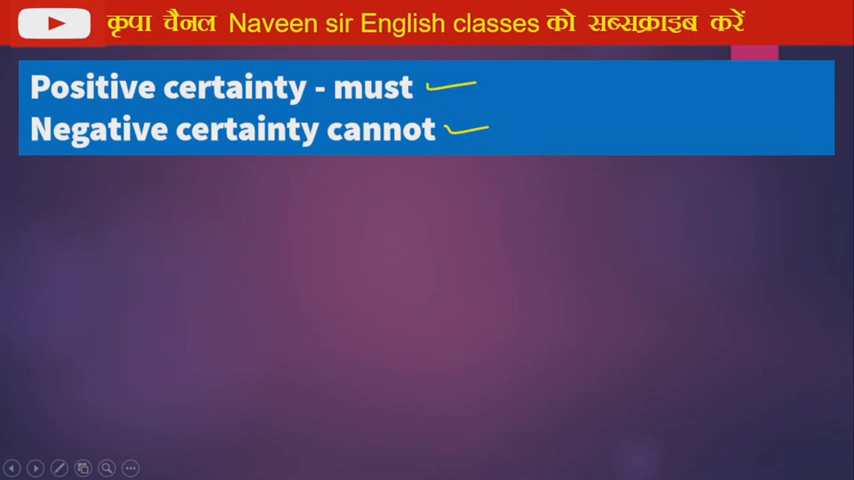 कृपा चैनल Naveen sir English classes को सब्सक्राइब करें
Positive certainty - must
Negative certainty cannot